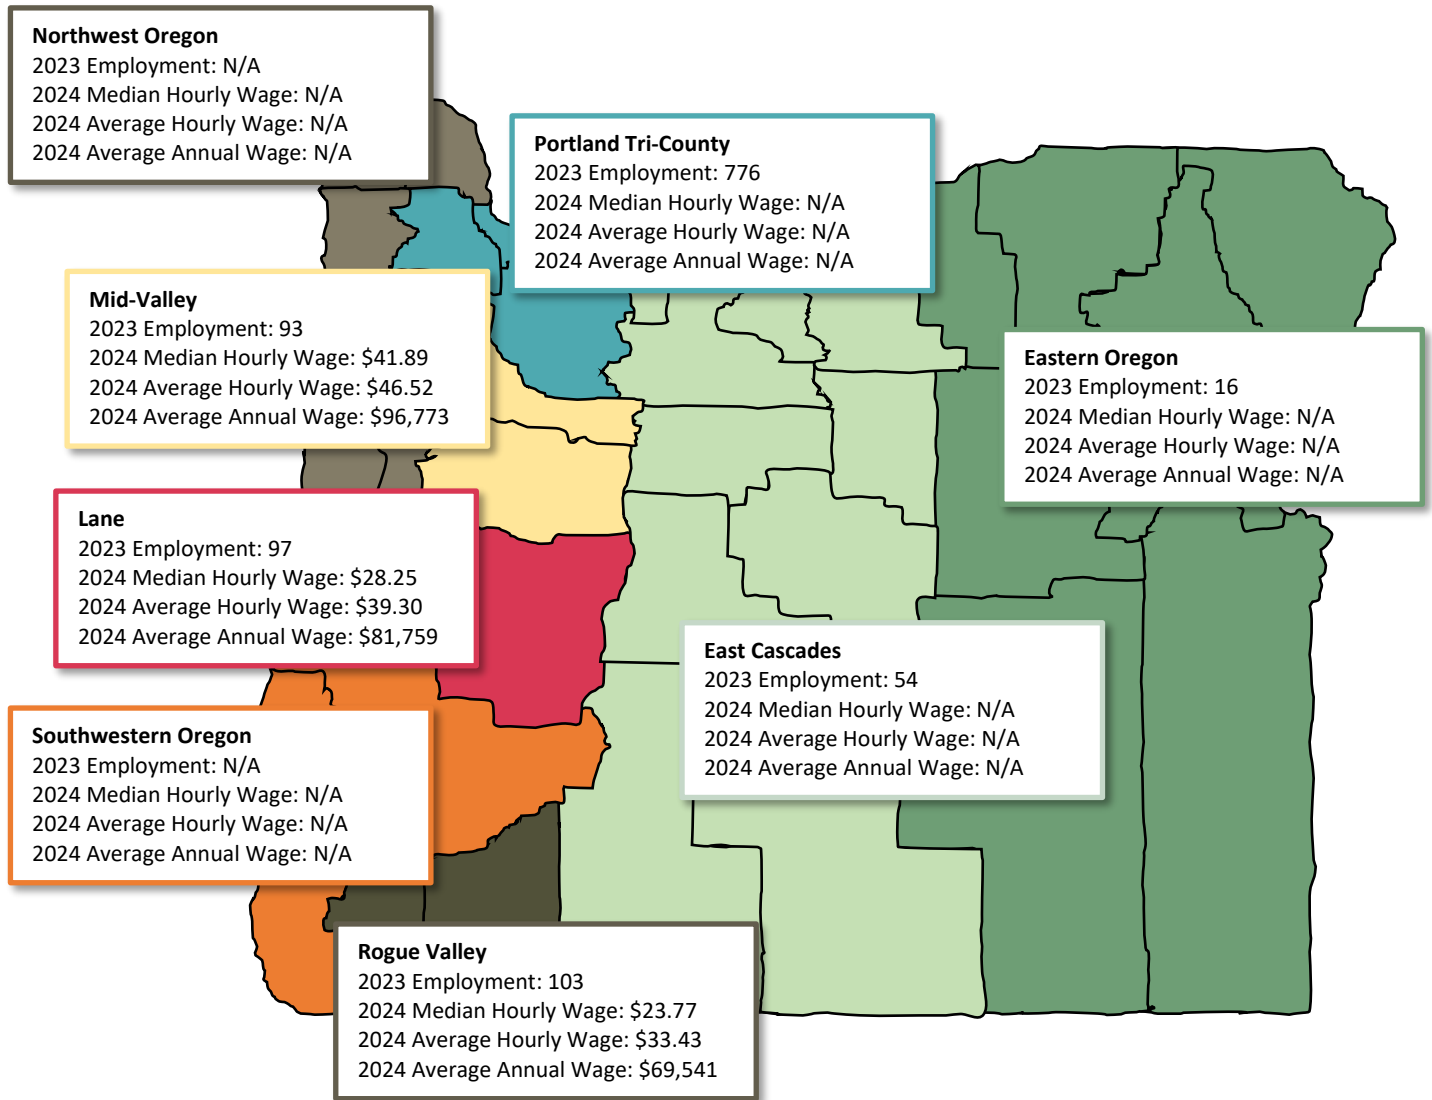 Northwest Oregon
2023 Employment: N/A
2024 Median Hourly Wage: N/A
2024 Average Hourly Wage: N/A
2024 Average Annual Wage: N/A
Portland Tri-County
2023 Employment: 776
2024 Median Hourly Wage: N/A
2024 Average Hourly Wage: N/A
2024 Average Annual Wage: N/A
Mid-Valley
2023 Employment: 93
2024 Median Hourly Wage: $41.89
2024 Average Hourly Wage: $46.52
2024 Average Annual Wage: $96,773
Eastern Oregon
2023 Employment: 16
2024 Median Hourly Wage: N/A
2024 Average Hourly Wage: N/A
2024 Average Annual Wage: N/A
Lane
2023 Employment: 97
2024 Median Hourly Wage: $28.25
2024 Average Hourly Wage: $39.30
2024 Average Annual Wage: $81,759
East Cascades
2023 Employment: 54
2024 Median Hourly Wage: N/A
2024 Average Hourly Wage: N/A
2024 Average Annual Wage: N/A
Southwestern Oregon
2023 Employment: N/A
2024 Median Hourly Wage: N/A
2024 Average Hourly Wage: N/A
2024 Average Annual Wage: N/A
Rogue Valley
2023 Employment: 103
2024 Median Hourly Wage: $23.77
2024 Average Hourly Wage: $33.43
2024 Average Annual Wage: $69,541